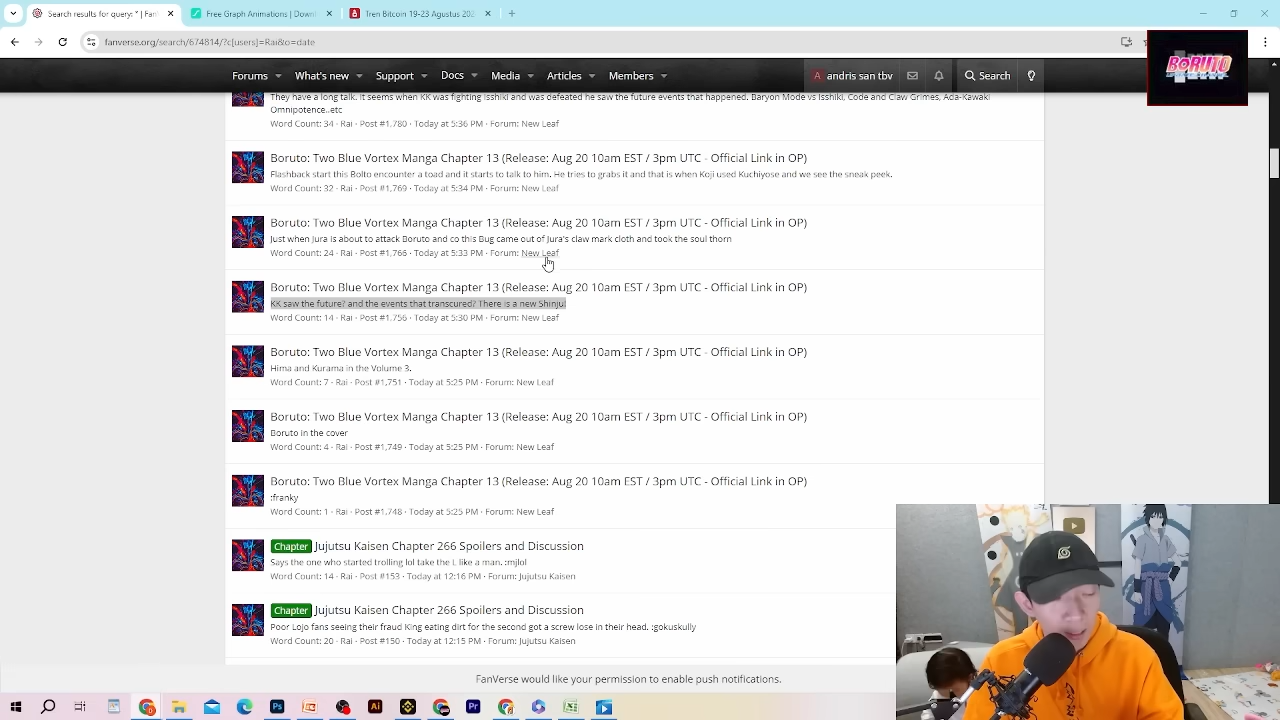 Search results for query: * | Fan
Free Graph Animations | Downl
Tren Bitcoin 19-23 Agustus 202
fanverse.org/search/674814/?c[users]=Rai&o=date
BORUTO
Forums What's new Support Docs Articles Members andris san tbv Search
They have a long talk. It seems when KK was fighting Isshiki and was defeated he saw the future events that happened. Baryon Mode vs Isshiki, Code and Claw Grimes, Ada-Kawaki
Omnipotence..etc
Word Count: 34 · Rai · Post #1,780 · Today at 5:36 PM · Forum: New Leaf
Boruto: Two Blue Vortex Manga Chapter 13 (Release: Aug 20 10am EST / 3pm UTC - Official Link in OP)
Flashback start this Bolto encounter a toad and it starts to talk to him. He tries to grabs it and that is when Koji used Kuchiyose and we see the sneak peek.
Word Count: 32 · Rai · Post #1,769 · Today at 5:34 PM · Forum: New Leaf
Boruto: Two Blue Vortex Manga Chapter 13 (Release: Aug 20 10am EST / 3pm UTC - Official Link in OP)
Just when Jura is about to attack Boruto and co this Bug came out of Jura's claw mark cloth and took the soul thorn
Word Count: 24 · Rai · Post #1,766 · Today at 5:33 PM · Forum: New Leaf
Boruto: Two Blue Vortex Manga Chapter 13 (Release: Aug 20 10am EST / 3pm UTC - Official Link in OP)
KK saw the future? and the events that transcured? There is a new Shinju!
Word Count: 14 · Rai · Post #1,756 · Today at 5:30 PM · Forum: New Leaf
Boruto: Two Blue Vortex Manga Chapter 13 (Release: Aug 20 10am EST / 3pm UTC - Official Link in OP)
Hima and Kurama in the Volume 3.
Word Count: 7 · Rai · Post #1,751 · Today at 5:25 PM · Forum: New Leaf
Boruto: Two Blue Vortex Manga Chapter 13 (Release: Aug 20 10am EST / 3pm UTC - Official Link in OP)
Boruto in the cover
Word Count: 4 · Rai · Post #1,749 · Today at 5:25 PM · Forum: New Leaf
Boruto: Two Blue Vortex Manga Chapter 13 (Release: Aug 20 10am EST / 3pm UTC - Official Link in OP)
:franky
Word Count: 1 · Rai · Post #1,748 · Today at 5:25 PM · Forum: New Leaf
Chapter Jujutsu Kaisen Chapter 266 Spoilers and Discussion
Says the one who started trolling lol take the L like a man. :mjlol
Word Count: 14 · Rai · Post #153 · Today at 12:16 PM · Forum: Jujutsu Kaisen
Chapter Jujutsu Kaisen Chapter 266 Spoilers and Discussion
Poor Lojo fans seeing their fraud King eating dirt for the second got a screw lose in their head. :gokuskully
Word Count: 20 · Rai · Post #150 · Today at 12:15 PM · Forum: Jujutsu Kaisen
FanVerse would like your permission to enable push notifications.